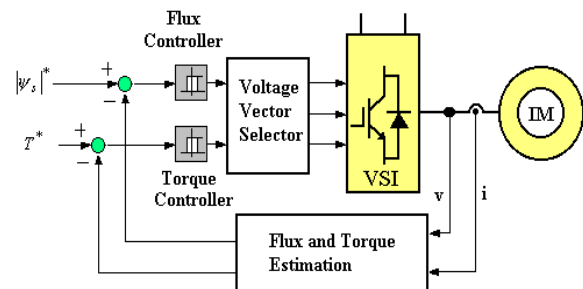 Flux
Controller
|ψₛ|*
+
−
Voltage
Vector
Selector
T*
+
−
Torque
Controller
VSI
IM
v
i
Flux and Torque
Estimation